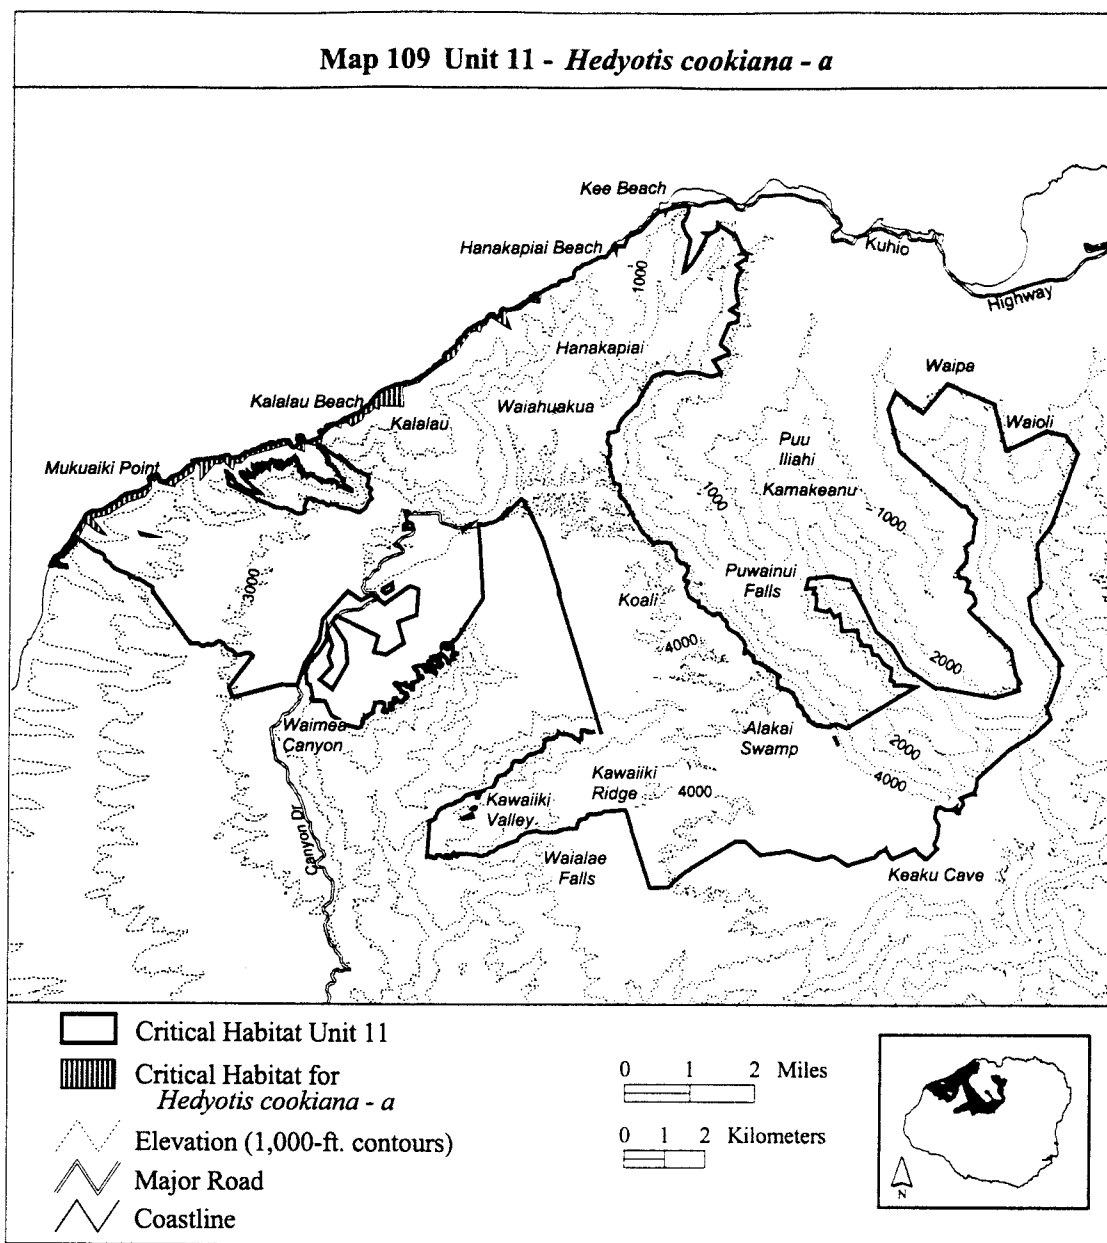 Map 109 Unit 11 - Hedyotis cookiana - a
Kee Beach
Kuhio
Hanakapiai Beach
1000
Highway
Hanakapiai
Waipa
Kalalau Beach
Waiahuakua
Kalalau
Waioli
Puu
Iliahi
Mukuaiki Point
Kamakeanu
1000
1000
3000
Puwainui
Falls
Koali
4000
2000
Waimea
Canyon
Alakai
Swamp
2000
4000
Kawaiiki
Ridge
4000
Kawaiiki
Valley
Canyon Dr
Waialae
Falls
Keaku Cave
Critical Habitat Unit 11
Critical Habitat for
Hedyotis cookiana - a
Elevation (1,000-ft. contours)
Major Road
Coastline
0 1 2 Miles
0 1 2 Kilometers
N